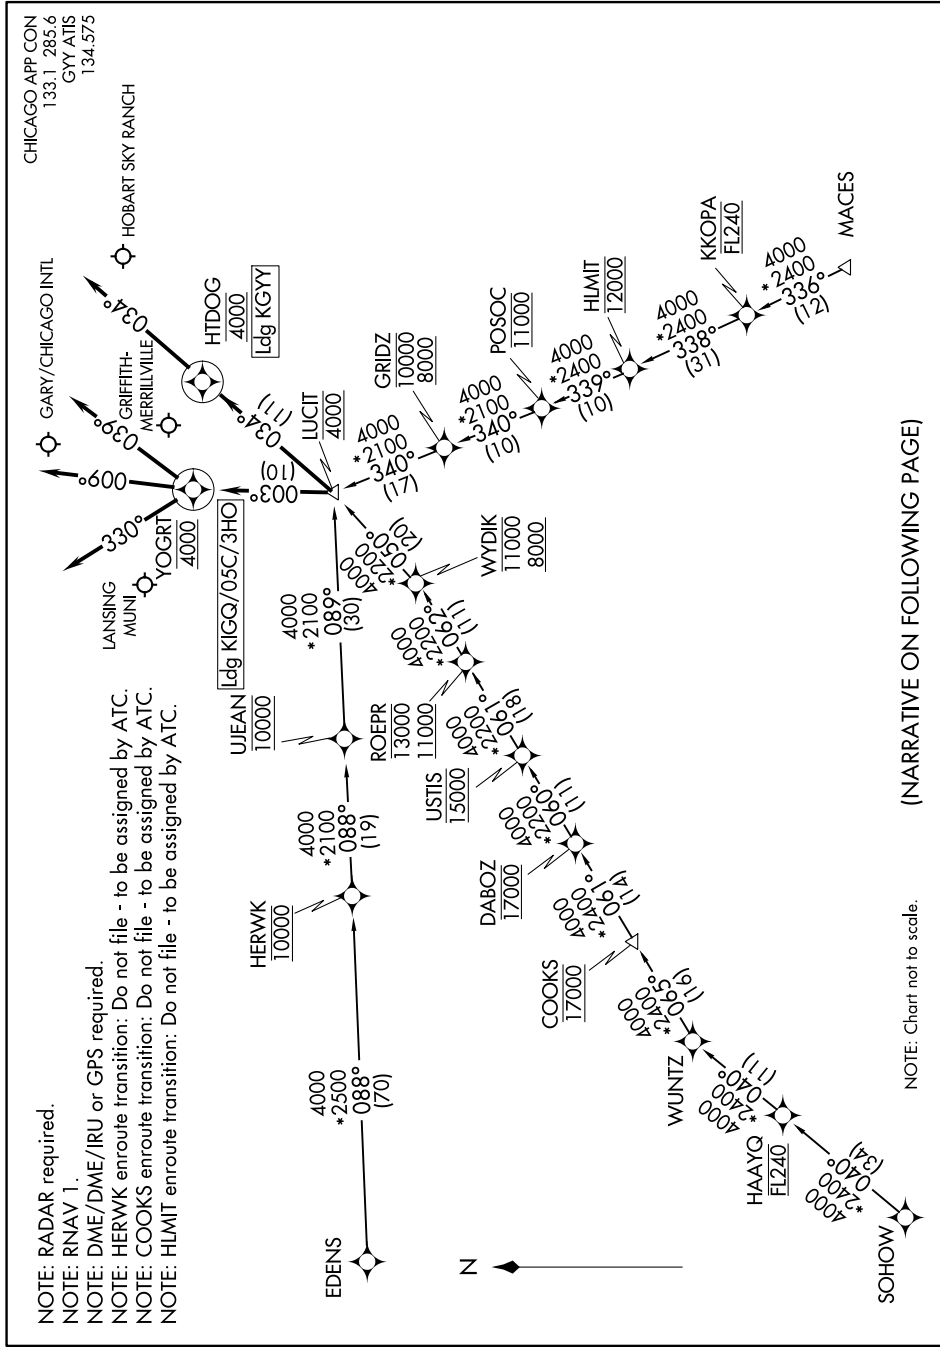 CHICAGO APP CON
133.1 285.6
GYY ATIS
134.575
NOTE: RADAR required.
NOTE: RNAV 1.
NOTE: DME/DME/IRU or GPS required.
NOTE: HERWK enroute transition: Do not file - to be assigned by ATC.
NOTE: COOKS enroute transition: Do not file - to be assigned by ATC.
NOTE: HLMIT enroute transition: Do not file - to be assigned by ATC.
GARY/CHICAGO INTL
HOBART SKY RANCH
GRIFFITH-
MERRILLVILLE
LANSING
MUNI
330°
009°
039°
034°
YOGRT
4000
Ldg KIGQ/05C/3HO
HTDOG
4000
Ldg KGYY
003°
(10)
034°
(11)
LUCIT
4000
EDENS
4000
*2500
088°
(70)
HERWK
10000
4000
*2100
088°
(19)
UJEAN
10000
4000
*2100
089°
(30)
SOHOW
4000
*2400
040°
(34)
HAAYQ
FL240
4000
*2400
040°
(11)
WUNTZ
4000
*2400
065°
(16)
COOKS
17000
4000
*2400
061°
(14)
DABOZ
17000
4000
*2200
060°
(11)
USTIS
15000
4000
*2200
061°
(18)
ROEPR
13000
11000
4000
*2200
062°
(11)
WYDIK
11000
8000
4000
*2200
050°
(20)
MACES
4000
*2400
336°
(12)
KKOPA
FL240
4000
*2400
338°
(31)
HLMIT
12000
4000
*2400
339°
(10)
POSOC
11000
4000
*2100
340°
(10)
GRIDZ
10000
8000
4000
*2100
340°
(17)
N
NOTE: Chart not to scale.
(NARRATIVE ON FOLLOWING PAGE)